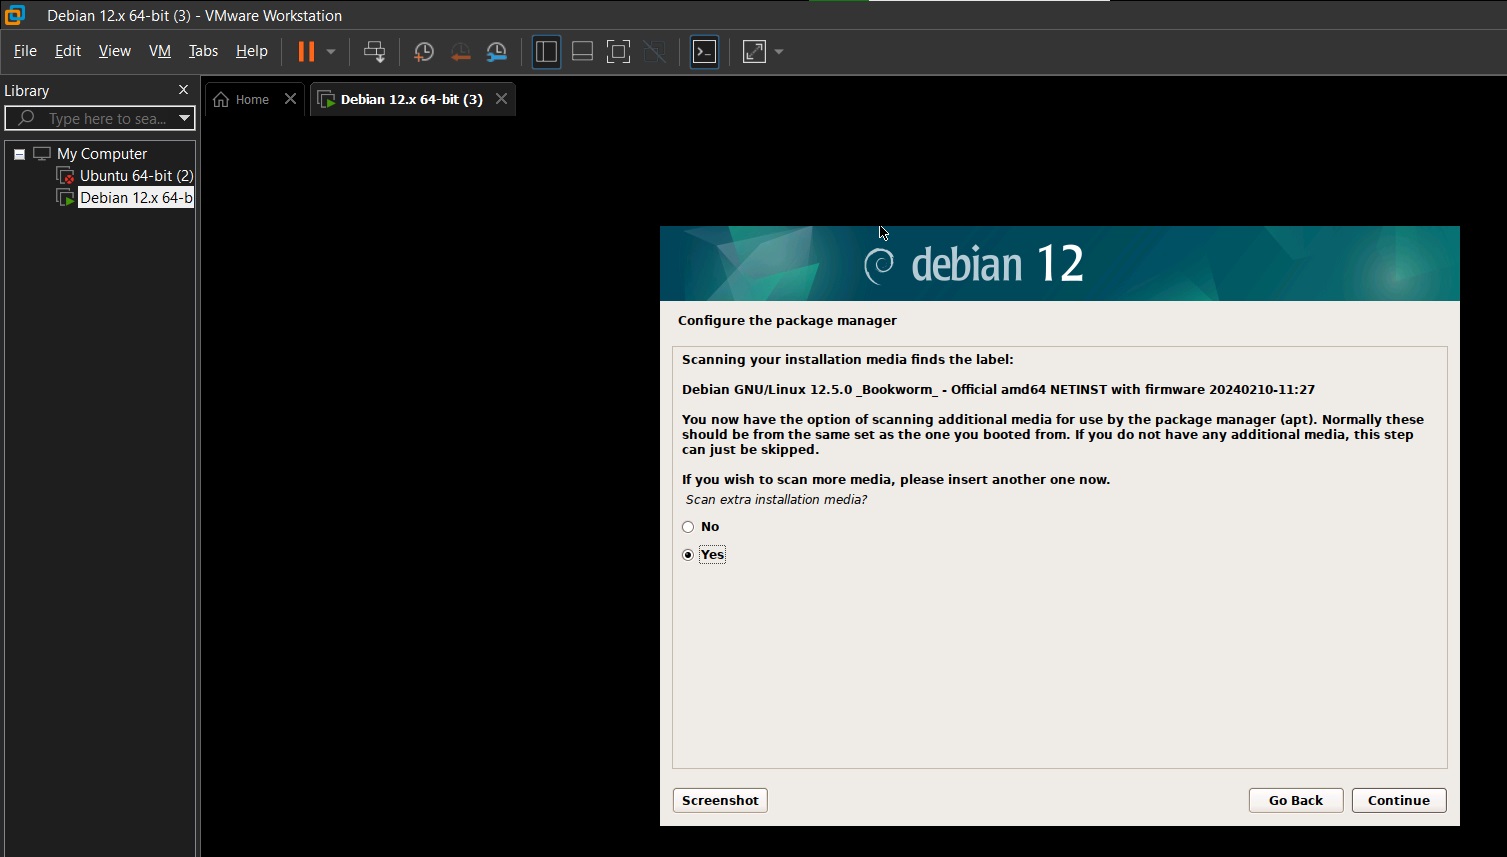 Debian 12.x 64-bit (3) - VMware Workstation
File Edit View VM Tabs Help
Library
Type here to sea...
Home
Debian 12.x 64-bit (3)
My Computer
Ubuntu 64-bit (2)
Debian 12.x 64-b
debian 12
Configure the package manager
Scanning your installation media finds the label:
Debian GNU/Linux 12.5.0 _Bookworm_ - Official amd64 NETINST with firmware 20240210-11:27
You now have the option of scanning additional media for use by the package manager (apt). Normally these
should be from the same set as the one you booted from. If you do not have any additional media, this step
can just be skipped.
If you wish to scan more media, please insert another one now.
Scan extra installation media?
No
Yes
Screenshot
Go Back
Continue